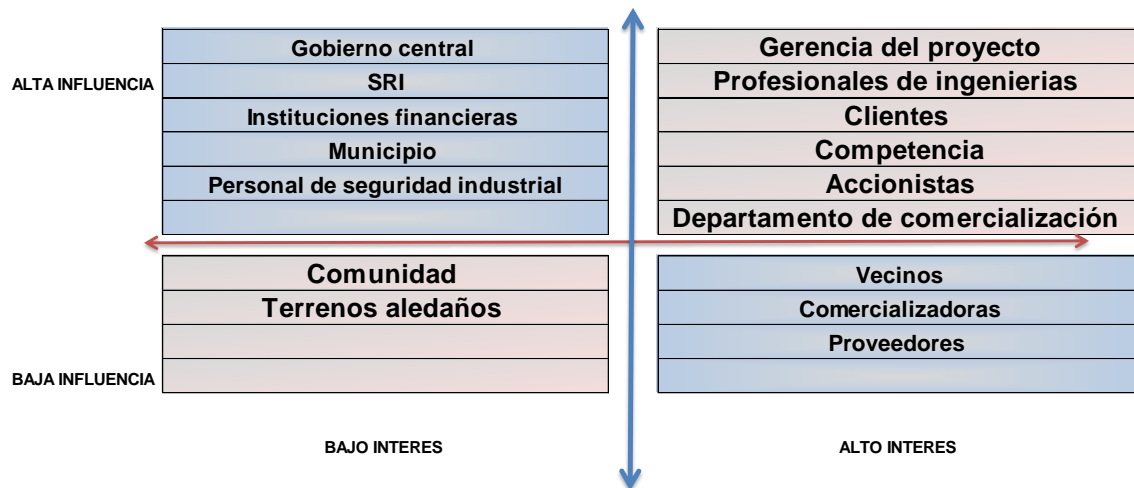 Gobierno central
SRI
Instituciones financieras
Municipio
Personal de seguridad industrial
Gerencia del proyecto
Profesionales de ingenierias
Clientes
Competencia
Accionistas
Departamento de comercialización
ALTA INFLUENCIA
Comunidad
Terrenos aledaños
Vecinos
Comercializadoras
Proveedores
BAJA INFLUENCIA
BAJO INTERES
ALTO INTERES